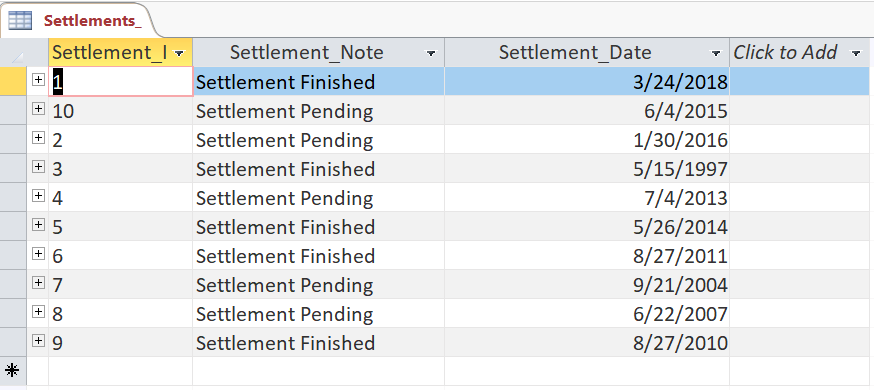 Settlements_
Settlement_I Settlement_Note Settlement_Date Click to Add
1 Settlement Finished 3/24/2018
10 Settlement Pending 6/4/2015
2 Settlement Pending 1/30/2016
3 Settlement Finished 5/15/1997
4 Settlement Pending 7/4/2013
5 Settlement Finished 5/26/2014
6 Settlement Finished 8/27/2011
7 Settlement Pending 9/21/2004
8 Settlement Pending 6/22/2007
9 Settlement Finished 8/27/2010